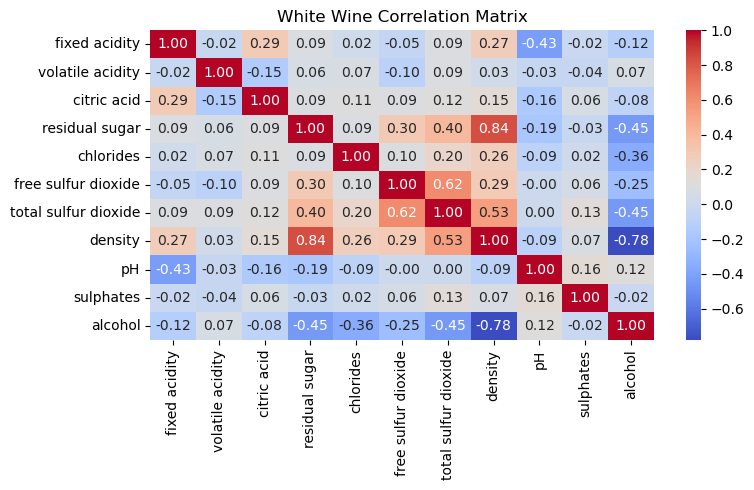 White Wine Correlation Matrix
fixed acidity 1.00 -0.02 0.29 0.09 0.02 -0.05 0.09 0.27 -0.43 -0.02 -0.12
volatile acidity -0.02 1.00 -0.15 0.06 0.07 -0.10 0.09 0.03 -0.03 -0.04 0.07
citric acid 0.29 -0.15 1.00 0.09 0.11 0.09 0.12 0.15 -0.16 0.06 -0.08
residual sugar 0.09 0.06 0.09 1.00 0.09 0.30 0.40 0.84 -0.19 -0.03 -0.45
chlorides 0.02 0.07 0.11 0.09 1.00 0.10 0.20 0.26 -0.09 0.02 -0.36
free sulfur dioxide -0.05 -0.10 0.09 0.30 0.10 1.00 0.62 0.29 -0.00 0.06 -0.25
total sulfur dioxide 0.09 0.09 0.12 0.40 0.20 0.62 1.00 0.53 0.00 0.13 -0.45
density 0.27 0.03 0.15 0.84 0.26 0.29 0.53 1.00 -0.09 0.07 -0.78
pH -0.43 -0.03 -0.16 -0.19 -0.09 -0.00 0.00 -0.09 1.00 0.16 0.12
sulphates -0.02 -0.04 0.06 -0.03 0.02 0.06 0.13 0.07 0.16 1.00 -0.02
alcohol -0.12 0.07 -0.08 -0.45 -0.36 -0.25 -0.45 -0.78 0.12 -0.02 1.00
fixed acidity
volatile acidity
citric acid
residual sugar
chlorides
free sulfur dioxide
total sulfur dioxide
density
pH
sulphates
alcohol
1.0
0.8
0.6
0.4
0.2
0.0
−0.2
−0.4
−0.6